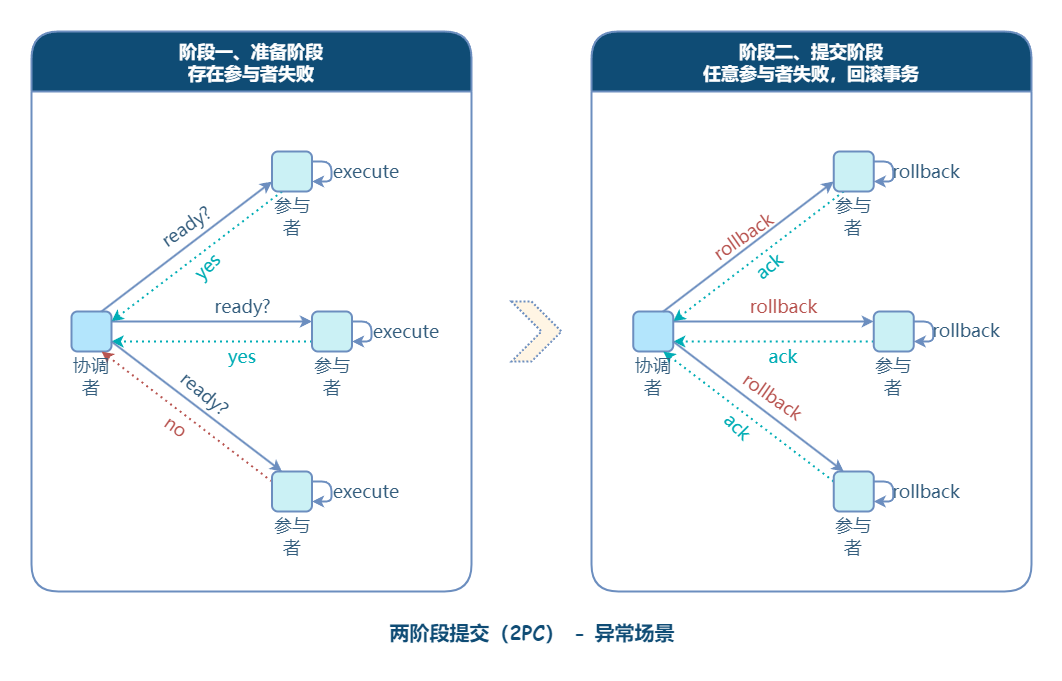 阶段一、准备阶段
存在参与者失败
execute
参与
者
ready?
yes
ready?
execute
yes
协调
者
参与
者
ready?
no
execute
参与
者
阶段二、提交阶段
任意参与者失败，回滚事务
rollback
参与
者
rollback
ack
rollback
rollback
ack
协调
者
参与
者
rollback
ack
rollback
参与
者
两阶段提交（2PC） - 异常场景